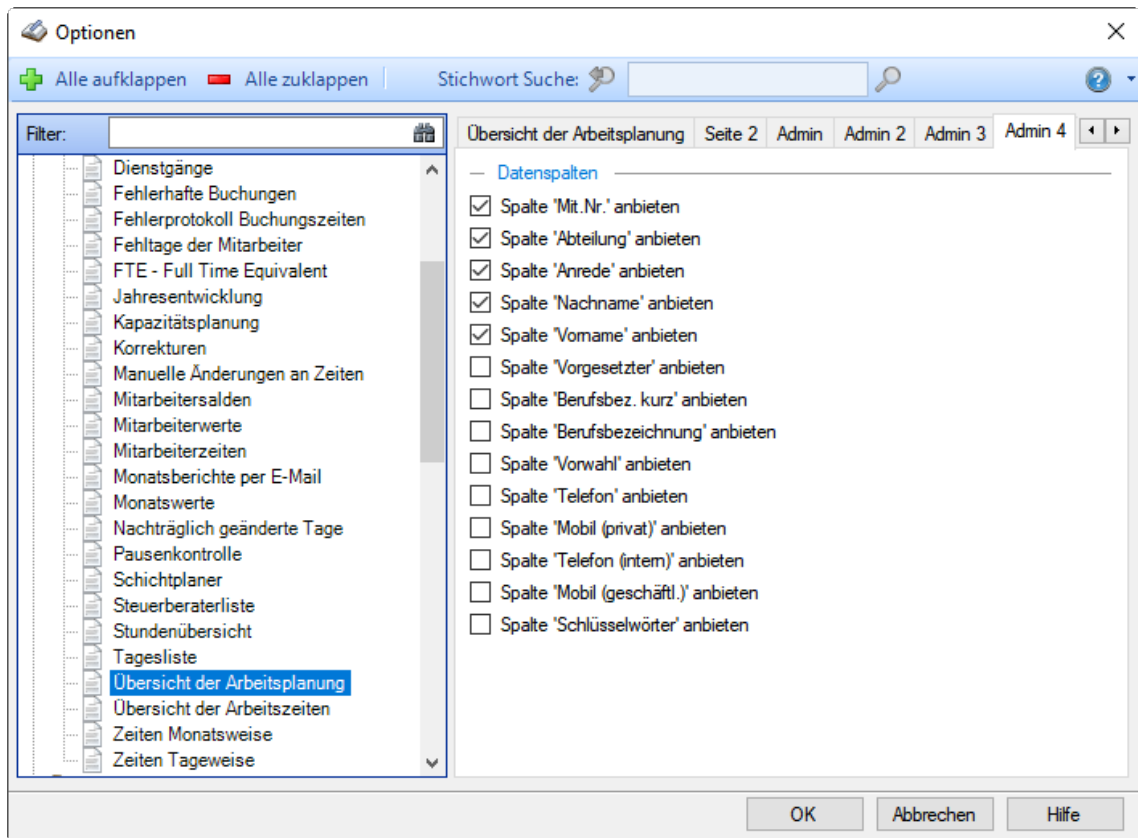 Optionen
Alle aufklappen Alle zuklappen Stichwort Suche:
Filter:
Dienstgänge
Fehlerhafte Buchungen
Fehlerprotokoll Buchungszeiten
Fehltage der Mitarbeiter
FTE - Full Time Equivalent
Jahresentwicklung
Kapazitätsplanung
Korrekturen
Manuelle Änderungen an Zeiten
Mitarbeitersalden
Mitarbeiterwerte
Mitarbeiterzeiten
Monatsberichte per E-Mail
Monatswerte
Nachträglich geänderte Tage
Pausenkontrolle
Schichtplaner
Steuerberaterliste
Stundenübersicht
Tagesliste
Übersicht der Arbeitsplanung
Übersicht der Arbeitszeiten
Zeiten Monatsweise
Zeiten Tageweise
Übersicht der Arbeitsplanung Seite 2 Admin Admin 2 Admin 3 Admin 4
Datenspalten
Spalte 'Mit.Nr.' anbieten
Spalte 'Abteilung' anbieten
Spalte 'Anrede' anbieten
Spalte 'Nachname' anbieten
Spalte 'Vorname' anbieten
Spalte 'Vorgesetzter' anbieten
Spalte 'Berufsbez. kurz' anbieten
Spalte 'Berufsbezeichnung' anbieten
Spalte 'Vorwahl' anbieten
Spalte 'Telefon' anbieten
Spalte 'Mobil (privat)' anbieten
Spalte 'Telefon (intern)' anbieten
Spalte 'Mobil (geschäftl.)' anbieten
Spalte 'Schlüsselwörter' anbieten
OK Abbrechen Hilfe